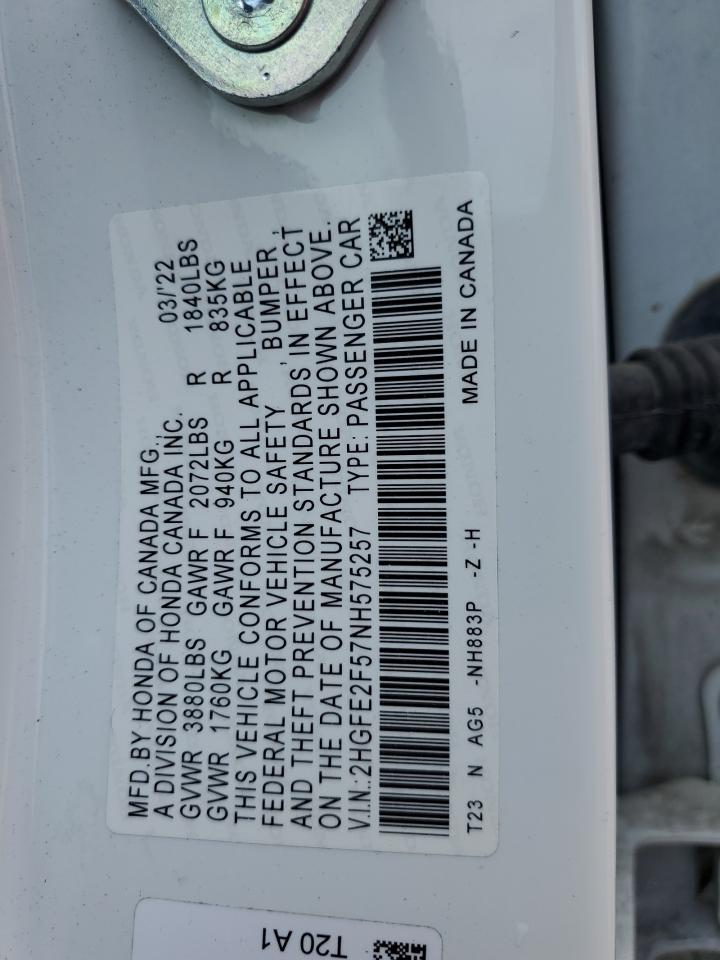 MFD.BY HONDA OF CANADA MFG.,
A DIVISION OF HONDA CANADA INC. 03/'22
GVWR 3880LBS GAWR F 2072LBS R 1840LBS
GVWR 1760KG GAWR F 940KG R 835KG
THIS VEHICLE CONFORMS TO ALL APPLICABLE
FEDERAL MOTOR VEHICLE SAFETY , BUMPER ,
AND THEFT PREVENTION STANDARDS IN EFFECT
ON THE DATE OF MANUFACTURE SHOWN ABOVE.
V.I.N.:2HGFE2F57NH575257 TYPE: PASSENGER CAR
T23 N AG5 -NH883P -Z -H MADE IN CANADA
T20 A1